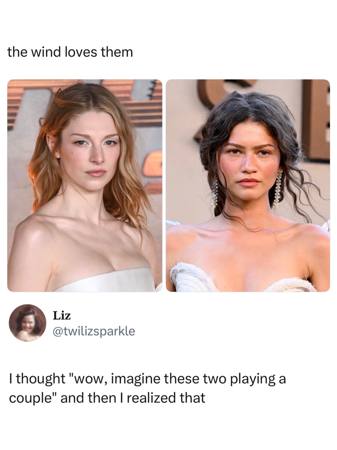 the wind loves them
Liz
@twilizsparkle
I thought "wow, imagine these two playing a
couple" and then I realized that